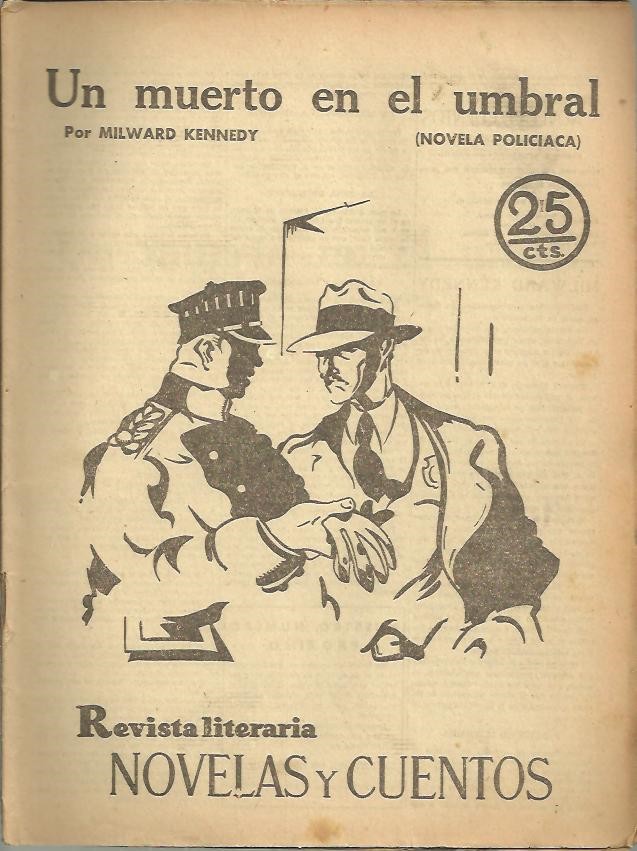 Un muerto en el umbral
Por MILWARD KENNEDY
(NOVELA POLICIACA)
25
cts.
Revista literaria
NOVELAS Y CUENTOS